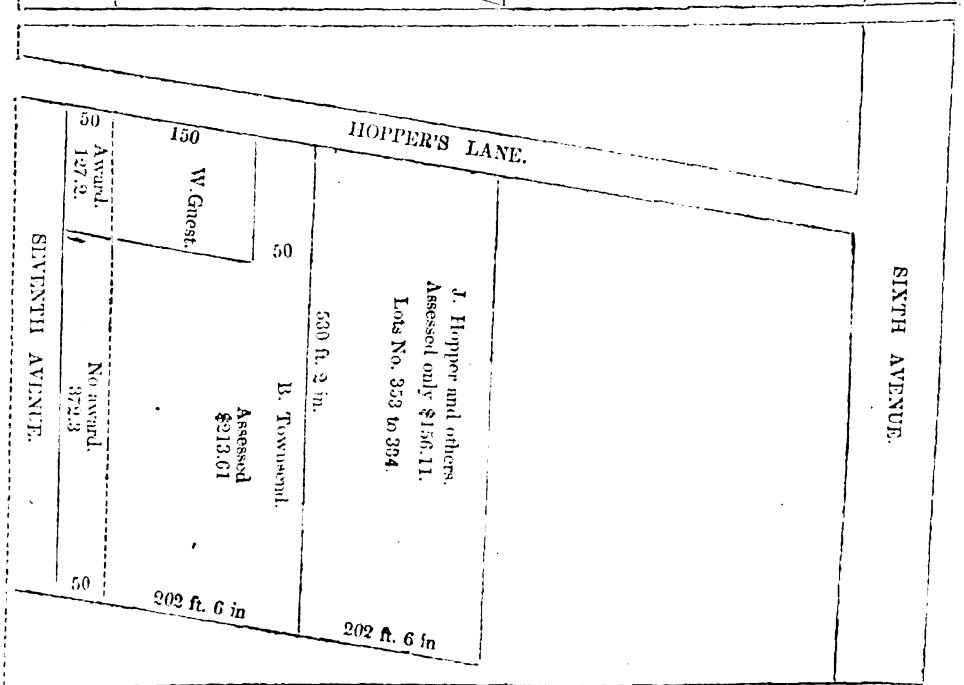 HOPPER'S LANE.
50
150
Award.
127.2.
W. Guest.
50
SEVENTH AVENUE.
No award.
372.3
50
B. Townsend.
Assessed
$213.61
530 ft. 2 in.
202 ft. 6 in
J. Hopper and others.
Assessed only $156.11.
Lots No. 353 to 384.
202 ft. 6 in
SIXTH AVENUE.